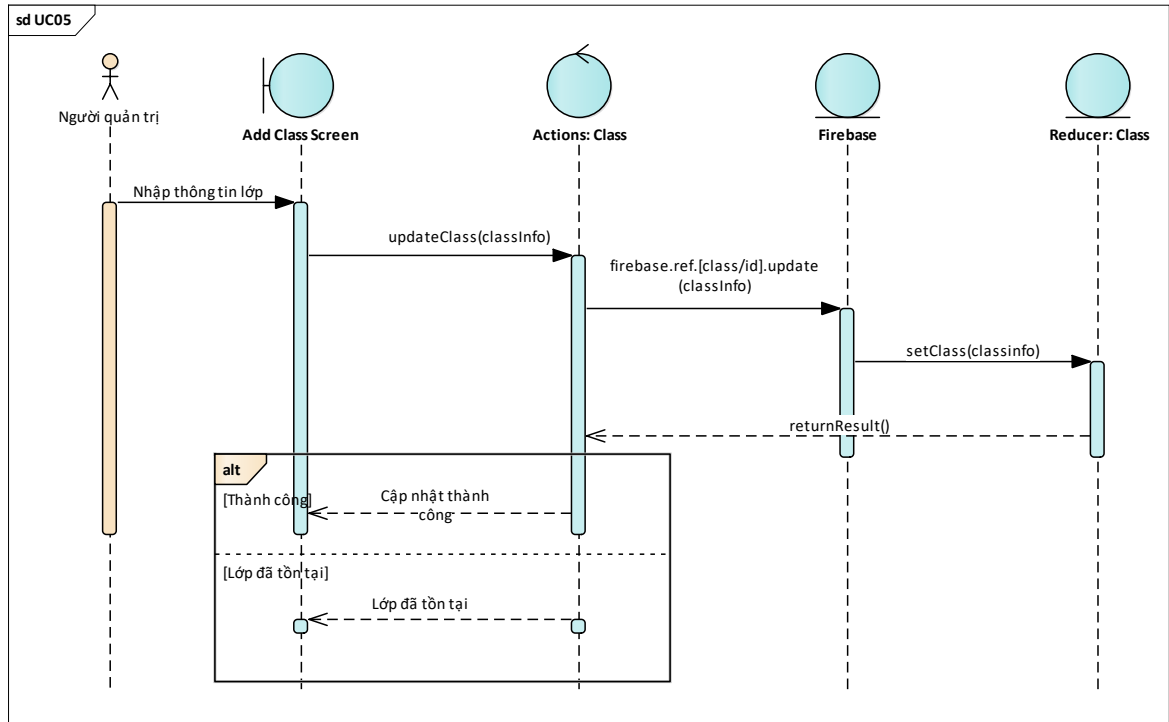 sd UC05
Người quản trị
Add Class Screen
Actions: Class
Firebase
Reducer: Class
Nhập thông tin lớp
updateClass(classInfo)
firebase.ref.[class/id].update
(classInfo)
setClass(classinfo)
returnResult()
alt
[Thành công]
Cập nhật thành
công
[Lớp đã tồn tại]
Lớp đã tồn tại